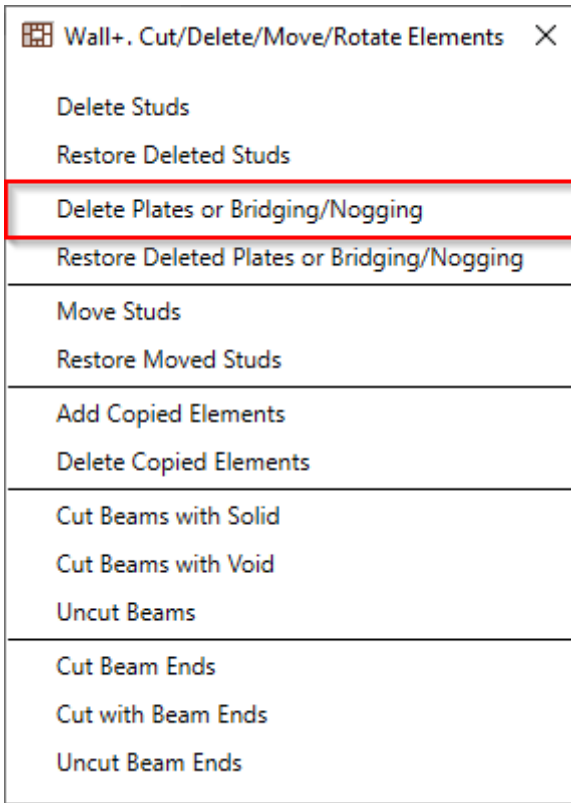 Wall+. Cut/Delete/Move/Rotate Elements
Delete Studs
Restore Deleted Studs
Delete Plates or Bridging/Nogging
Restore Deleted Plates or Bridging/Nogging
Move Studs
Restore Moved Studs
Add Copied Elements
Delete Copied Elements
Cut Beams with Solid
Cut Beams with Void
Uncut Beams
Cut Beam Ends
Cut with Beam Ends
Uncut Beam Ends